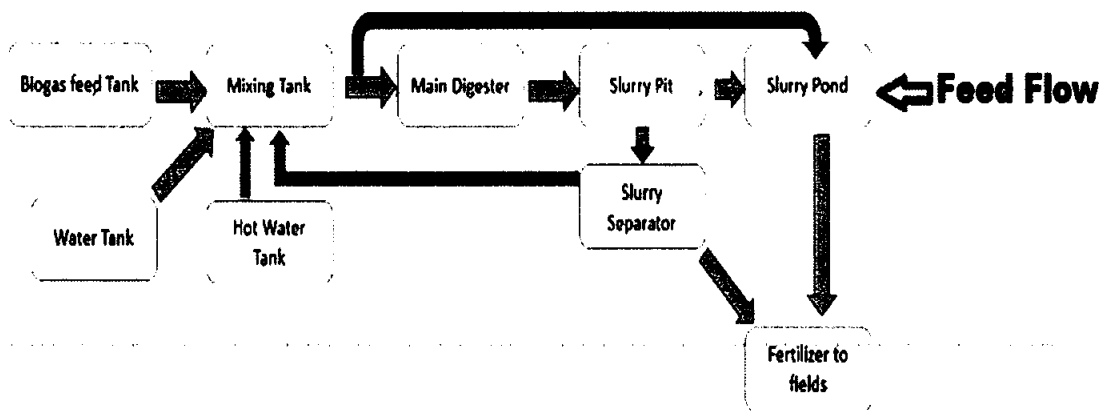 Biogas feed Tank
Mixing Tank
Main Digester
Slurry Pit
Slurry Pond
Feed Flow
Water Tank
Hot Water
Tank
Slurry
Separator
Fertilizer to
fields